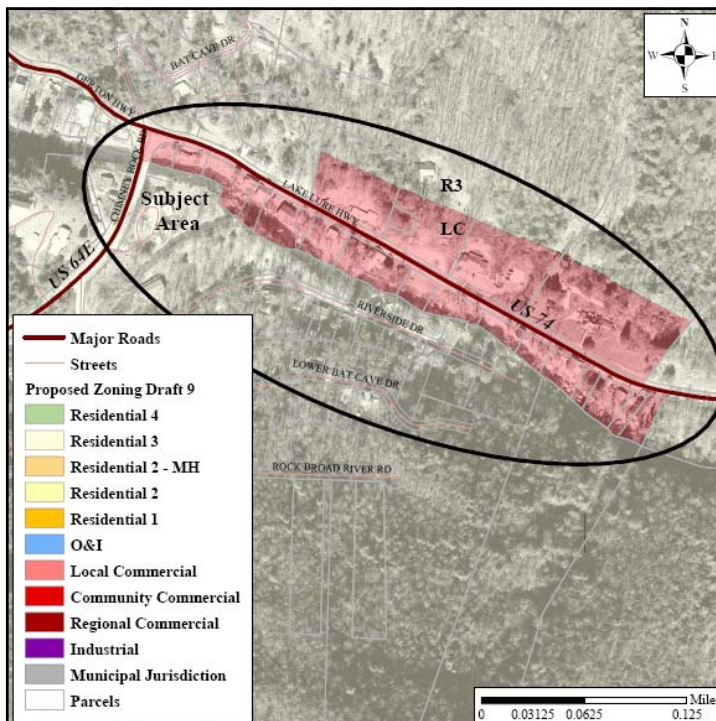 N
W E
S
BAT CAVE DR
GERTON HWY
CHIMNEY ROCK
R3
Subject
Area
LAKE LURE HWY
LC
US 64E
US 74
RIVERSIDE DR
LOWER BAT CAVE DR
ROCK BROAD RIVER RD
Major Roads
Streets
Proposed Zoning Draft 9
Residential 4
Residential 3
Residential 2 - MH
Residential 2
Residential 1
O&I
Local Commercial
Community Commercial
Regional Commercial
Industrial
Municipal Jurisdiction
Parcels
Mile
0 0.03125 0.0625 0.125